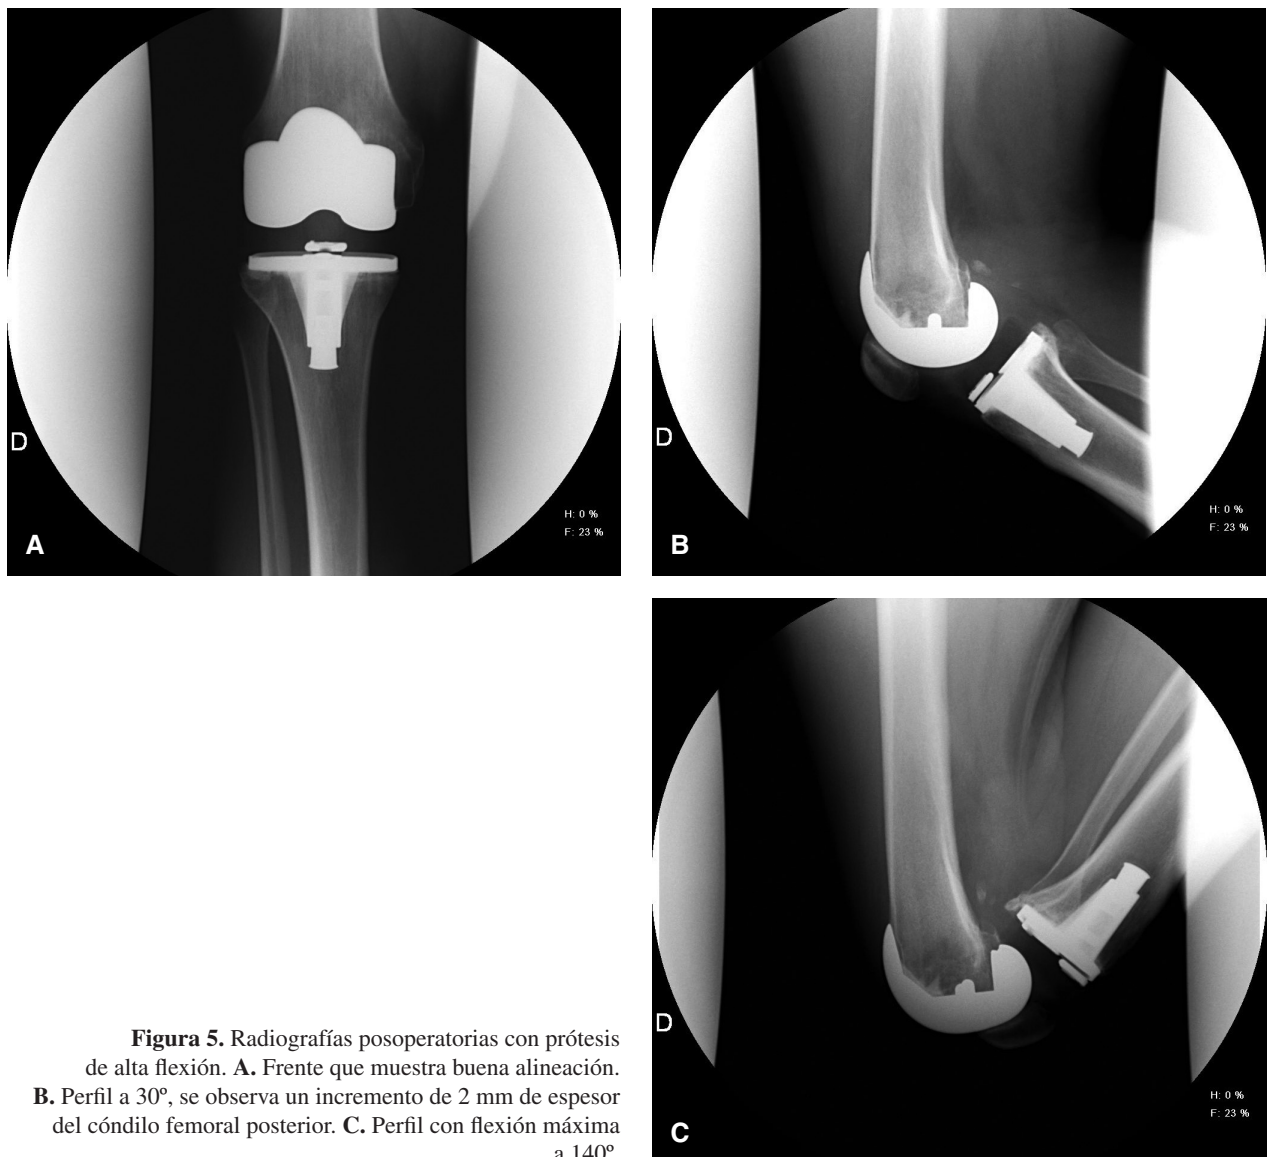 D
H: 0 %
F: 23 %
A
D
H: 0 %
F: 23 %
B
D
H: 0 %
F: 23 %
C
Figura 5. Radiografías posoperatorias con prótesis
de alta flexión. A. Frente que muestra buena alineación.
B. Perfil a 30º, se observa un incremento de 2 mm de espesor
del cóndilo femoral posterior. C. Perfil con flexión máxima
a 140º.